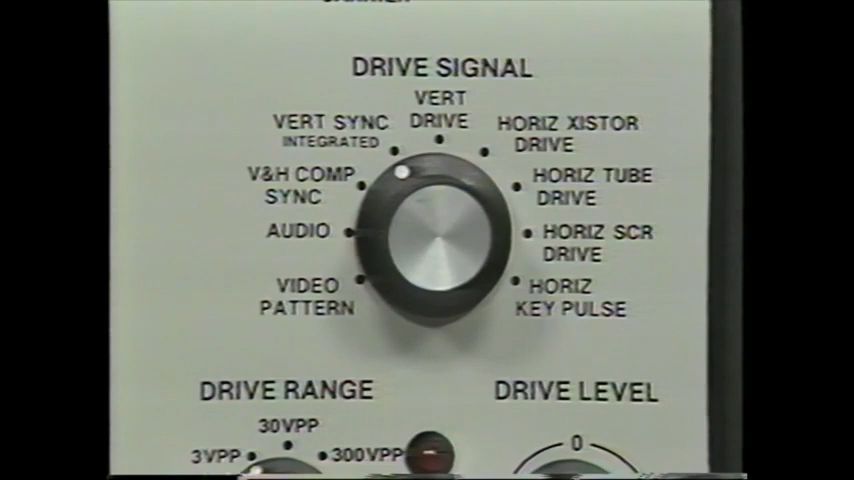 DRIVE SIGNAL
VERT
DRIVE
VERT SYNC
INTEGRATED
HORIZ XISTOR
DRIVE
V&H COMP
SYNC
HORIZ TUBE
DRIVE
AUDIO
HORIZ SCR
DRIVE
VIDEO
PATTERN
HORIZ
KEY PULSE
DRIVE RANGE
DRIVE LEVEL
30VPP
3VPP
300VPP
0